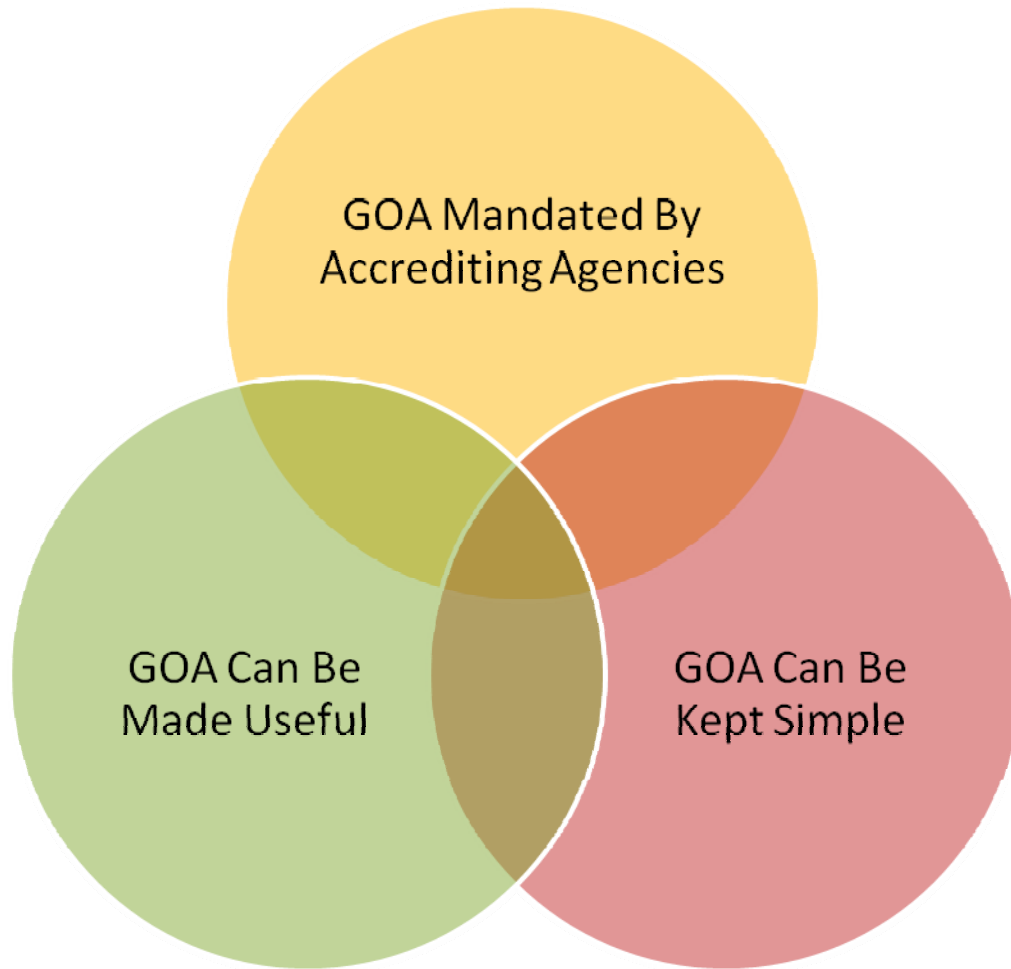 GOA Mandated By
Accrediting Agencies
GOA Can Be
Made Useful
GOA Can Be
Kept Simple